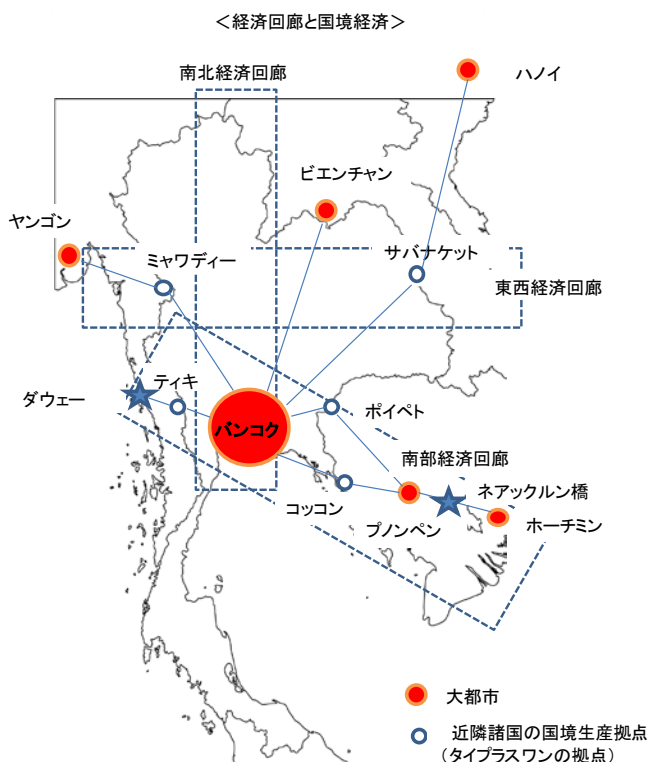 <経済回廊と国境経済>
ハノイ
南北経済回廊
ビエンチャン
ヤンゴン
ミャワディー
サバナケット
東西経済回廊
ティキ
ダウェー
ポイペト
バンコク
南部経済回廊
ネアックルン橋
コッコン
プノンペン
ホーチミン
大都市
近隣諸国の国境生産拠点
(タイプラスワンの拠点)